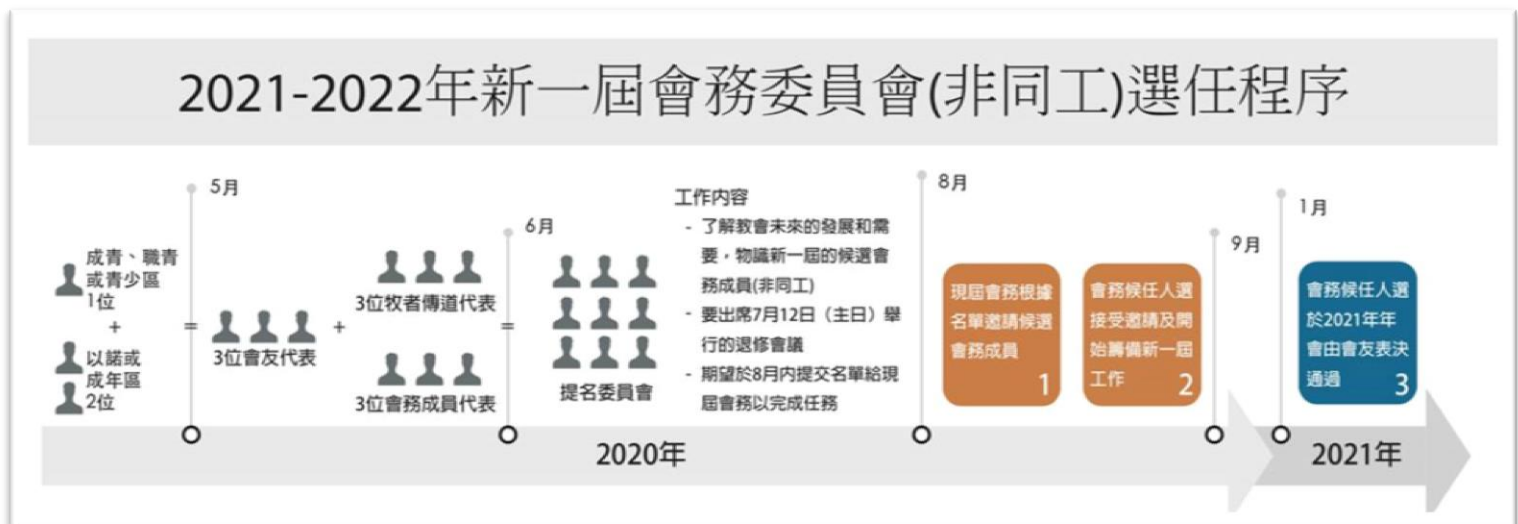 2021-2022年新一屆會務委員會(非同工)選任程序
5月
成青、職青
或青少區
1位
+
以諾或
成年區
2位
=
3位會友代表
+
3位牧者傳道代表
3位會務成員代表
6月
=
提名委員會
工作內容
- 了解教會未來的發展和需
要，物識新一屆的候選會
務成員(非同工)
- 要出席7月12日（主日）舉
行的退修會議
- 期望於8月內提交名單給現
屆會務以完成任務
8月
現屆會務根據
名單邀請候選
會務成員
1
會務候任人選
接受邀請及開
始籌備新一屆
工作
2
9月
1月
會務候任人選
於2021年年
會由會友表決
通過
3
2020年
2021年